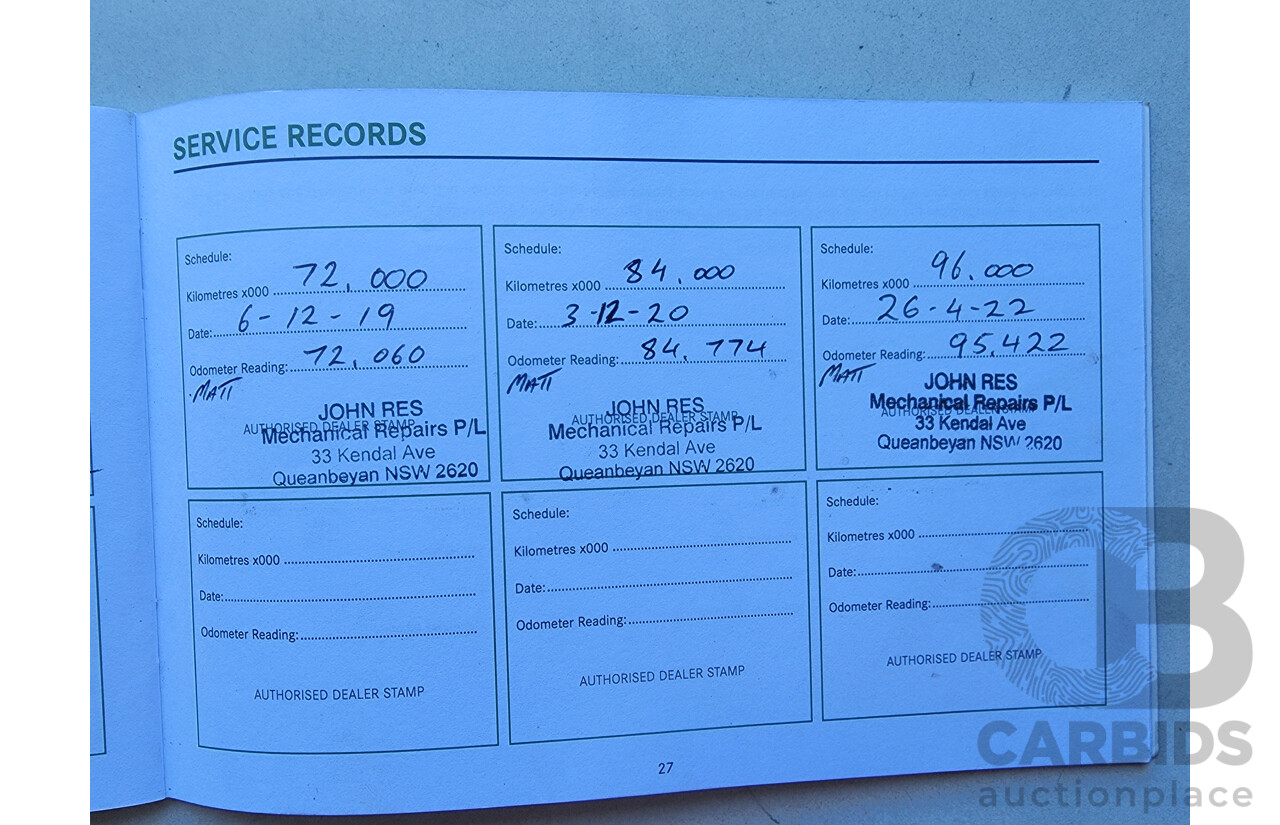 SERVICE RECORDS
Schedule:
Kilometres x000 72,000
Date: 6-12-19
Odometer Reading: 72,060
MATT
AUTHORISED DEALER STAMP
JOHN RES
Mechanical Repairs P/L
33 Kendal Ave
Queanbeyan NSW 2620
Schedule:
Kilometres x000 84,000
Date: 3-12-20
Odometer Reading: 84,774
MATT
AUTHORISED DEALER STAMP
JOHN RES
Mechanical Repairs P/L
33 Kendal Ave
Queanbeyan NSW 2620
Schedule:
Kilometres x000 96.000
Date: 26-4-22
Odometer Reading: 95,422
MATT
AUTHORISED DEALER STAMP
JOHN RES
Mechanical Repairs P/L
33 Kendal Ave
Queanbeyan NSW 2620
Schedule:
Kilometres x000
Date:
Odometer Reading:
AUTHORISED DEALER STAMP
Schedule:
Kilometres x000
Date:
Odometer Reading:
AUTHORISED DEALER STAMP
Schedule:
Kilometres x000
Date:
Odometer Reading:
AUTHORISED DEALER STAMP
27
CB
CARBIDS
auctionplace